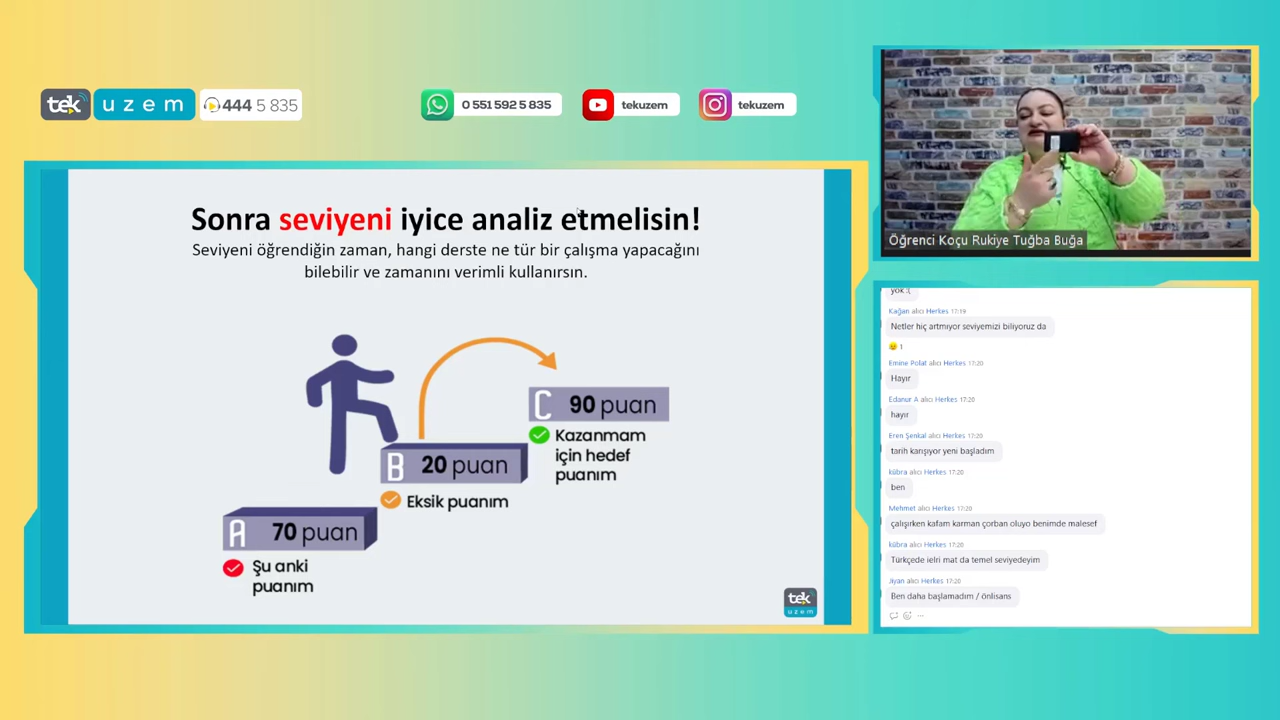 tek
uzem
444 5 835
0 551 592 5 835
tekuzem
tekuzem
Sonra seviyeni iyice analiz etmelisin!
Seviyeni öğrendiğin zaman, hangi derste ne tür bir çalışma yapacağını
bilebilir ve zamanını verimli kullanırsın.
C 90 puan
Kazanmam
için hedef
puanım
B 20 puan
Eksik puanım
A 70 puan
Şu anki
puanım
tek
uzem
Öğrenci Koçu Rukiye Tuğba Buğa
yok :(
Kağan alıcı Herkes 17:19
Netler hiç artmıyor seviyemizi biliyoruz da
1
Emine Polat alıcı Herkes 17:20
Hayır
Edanur A alıcı Herkes 17:20
hayır
Eren Şenkal alıcı Herkes 17:20
tarih karışıyor yeni başladım
kübra alıcı Herkes 17:20
ben
Mehmet alıcı Herkes 17:20
çalışırken kafam karman çorban oluyo benimde malesef
kübra alıcı Herkes 17:20
Türkçede ielri mat da temel seviyedeyim
Jiyan alıcı Herkes 17:20
Ben daha başlamadım / önlisans